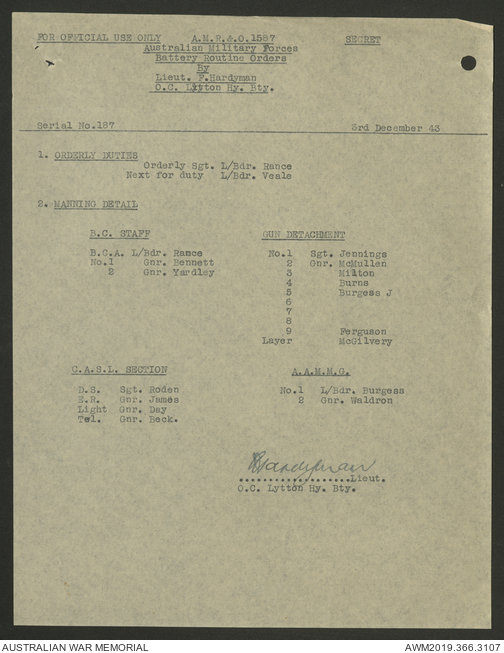 FOR OFFICIAL USE ONLY A.M.R.&O.1587 SECRET
Australian Military Forces
Battery Routine Orders
By
Lieut. F.Hardyman
O.C. Lytton Hy. Bty.
Serial No.187 3rd December 43
1. ORDERLY DUTIES
Orderly Sgt. L/Bdr. Rance
Next for duty L/Bdr. Veale
2. MANNING DETAIL
B.C. STAFF
B.C.A. L/Bdr. Rance
No.1 Gnr. Bennett
2 Gnr. Yardley
GUN DETACHMENT
No.1 Sgt. Jennings
2 Gnr. McMullen
3 Milton
4 Burns
5 Burgess J
6
7
8
9 Ferguson
Layer McGilvery
C.A.S.L. SECTION
D.S. Sgt. Roden
E.R. Gnr. James
Light Gnr. Day
Tel. Gnr. Beck.
A.A.M.M.G.
No.1 L/Bdr. Burgess
2 Gnr. Waldron
FHardyman
...................Lieut.
O.C. Lytton Hy. Bty.
AUSTRALIAN WAR MEMORIAL AWM2019.366.3107